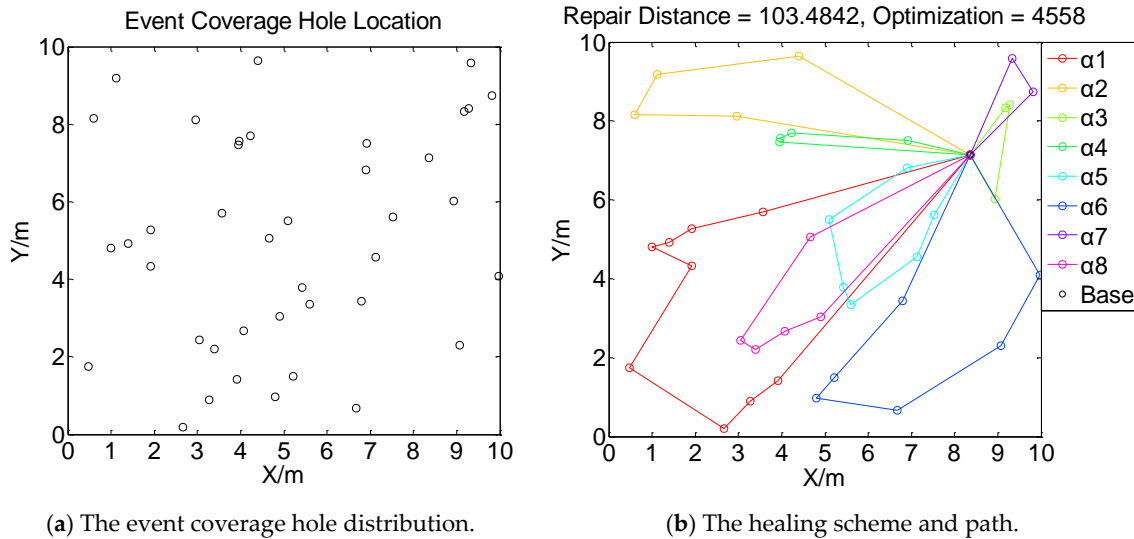 Event Coverage Hole Location
10
8
6
4
2
0
Y/m
0 1 2 3 4 5 6 7 8 9 10
X/m
(a) The event coverage hole distribution.
Repair Distance = 103.4842, Optimization = 4558
10
8
6
4
2
0
Y/m
0 1 2 3 4 5 6 7 8 9 10
X/m
α1
α2
α3
α4
α5
α6
α7
α8
Base
(b) The healing scheme and path.